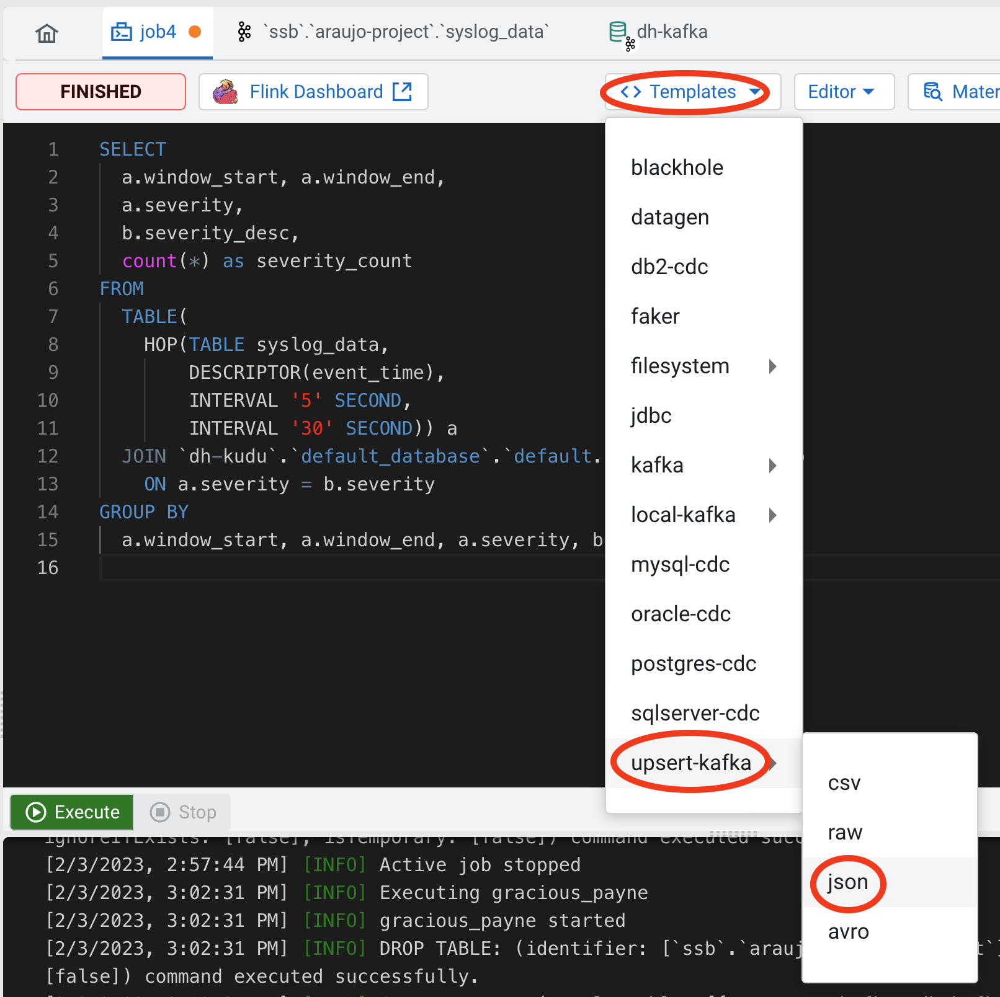 job4
`ssb`.`araujo-project`.`syslog_data`
dh-kafka
FINISHED
Flink Dashboard
<> Templates
Editor
Mater
1 SELECT
2 a.window_start, a.window_end,
3 a.severity,
4 b.severity_desc,
5 count(*) as severity_count
6 FROM
7 TABLE(
8 HOP(TABLE syslog_data,
9 DESCRIPTOR(event_time),
10 INTERVAL '5' SECOND,
11 INTERVAL '30' SECOND)) a
12 JOIN `dh-kudu`.`default_database`.`default.
13 ON a.severity = b.severity
14 GROUP BY
15 a.window_start, a.window_end, a.severity, b
16
blackhole
datagen
db2-cdc
faker
filesystem
jdbc
kafka
local-kafka
mysql-cdc
oracle-cdc
postgres-cdc
sqlserver-cdc
upsert-kafka
csv
raw
json
avro
Execute
Stop
ignoreIfExists: [false], isTemporary: [false]) command executed succ
[2/3/2023, 2:57:44 PM] [INFO] Active job stopped
[2/3/2023, 3:02:31 PM] [INFO] Executing gracious_payne
[2/3/2023, 3:02:31 PM] [INFO] gracious_payne started
[2/3/2023, 3:02:31 PM] [INFO] DROP TABLE: (identifier: [`ssb`.`arauj t`]
[false]) command executed successfully.